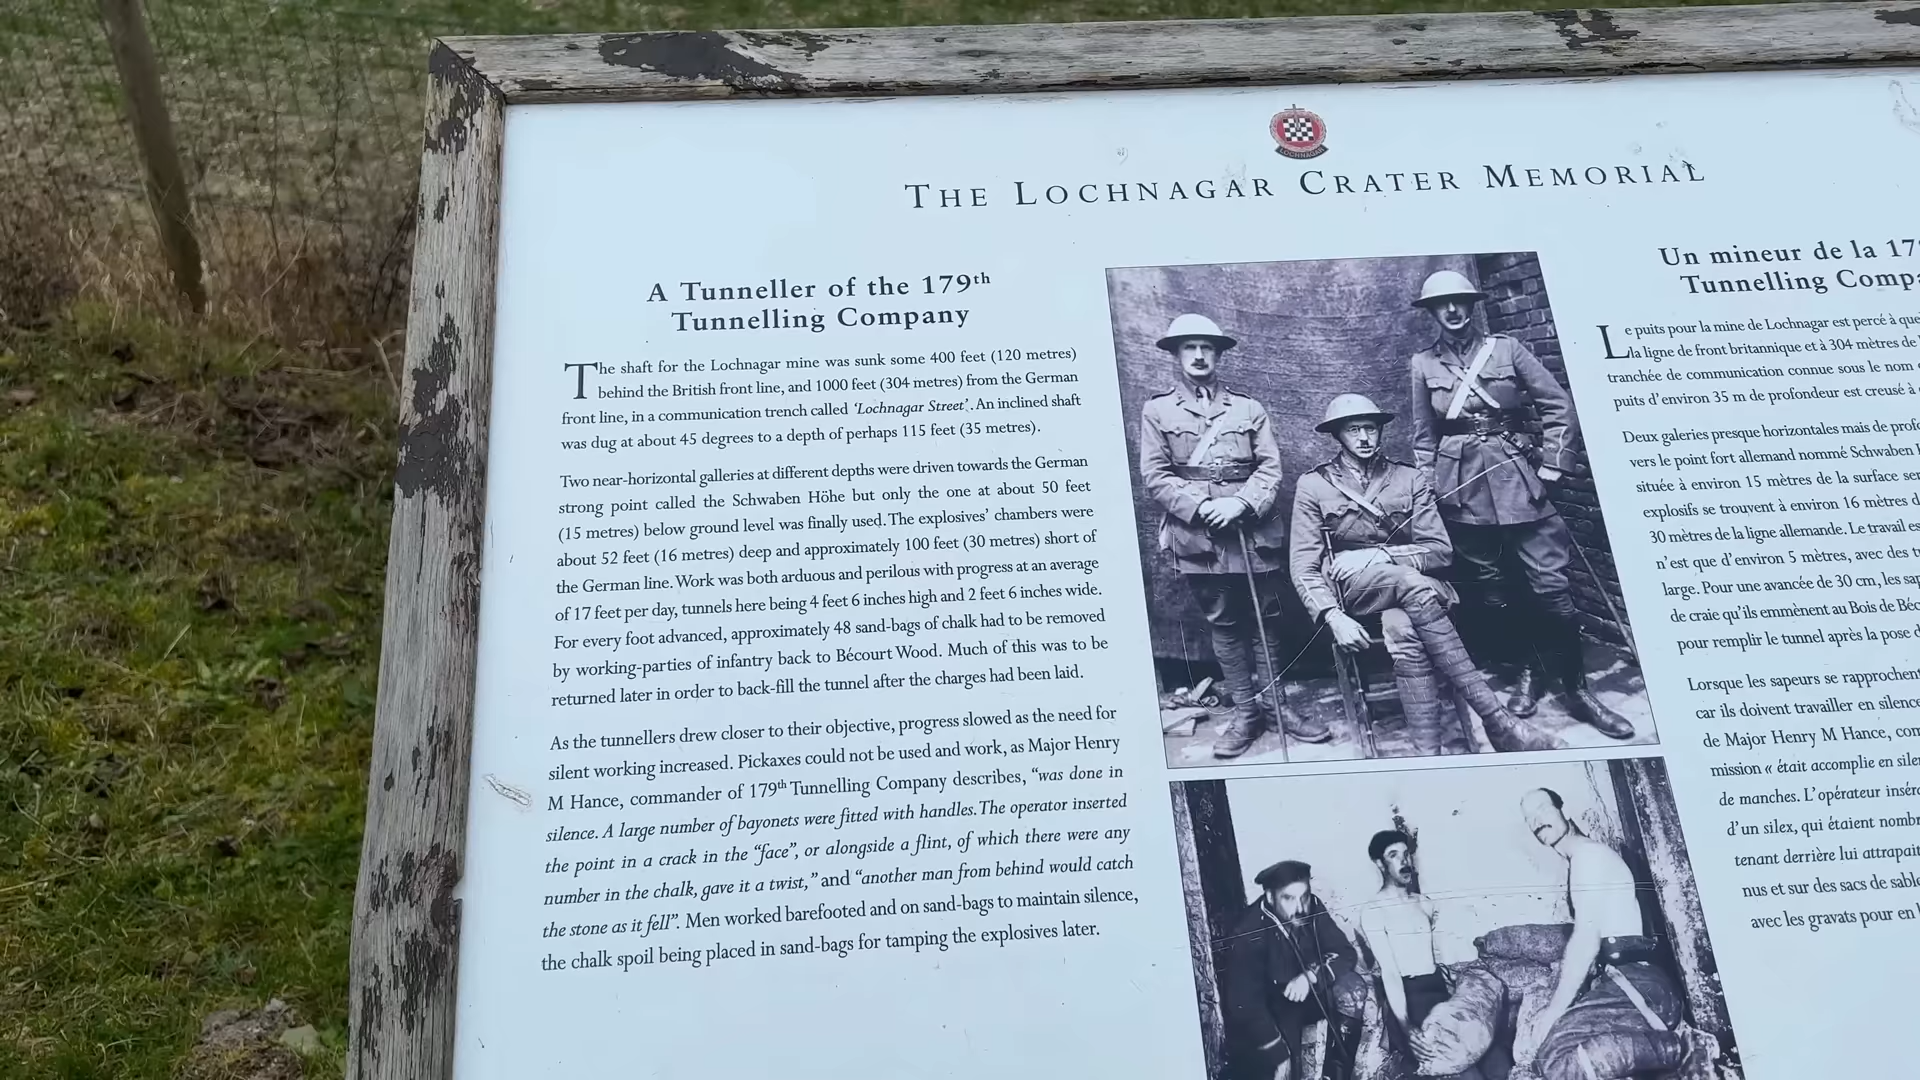 LOCHNAGAR
THE LOCHNAGAR CRATER MEMORIAL
A Tunneller of the 179th
Tunnelling Company
The shaft for the Lochnagar mine was sunk some 400 feet (120 metres)
behind the British front line, and 1000 feet (304 metres) from the German
front line, in a communication trench called ‘Lochnagar Street’. An inclined shaft
was dug at about 45 degrees to a depth of perhaps 115 feet (35 metres).
Two near-horizontal galleries at different depths were driven towards the German
strong point called the Schwaben Höhe but only the one at about 50 feet
(15 metres) below ground level was finally used. The explosives’ chambers were
about 52 feet (16 metres) deep and approximately 100 feet (30 metres) short of
the German line. Work was both arduous and perilous with progress at an average
of 17 feet per day, tunnels here being 4 feet 6 inches high and 2 feet 6 inches wide.
For every foot advanced, approximately 48 sand-bags of chalk had to be removed
by working-parties of infantry back to Bécourt Wood. Much of this was to be
returned later in order to back-fill the tunnel after the charges had been laid.
As the tunnellers drew closer to their objective, progress slowed as the need for
silent working increased. Pickaxes could not be used and work, as Major Henry
M Hance, commander of 179th Tunnelling Company describes, “was done in
silence. A large number of bayonets were fitted with handles. The operator inserted
the point in a crack in the “face”, or alongside a flint, of which there were any
number in the chalk, gave it a twist,” and “another man from behind would catch
the stone as it fell”. Men worked barefooted and on sand-bags to maintain silence,
the chalk spoil being placed in sand-bags for tamping the explosives later.
Un mineur de la 17
Tunnelling
Le puits pour la mine de Lochnagar est percé à
la ligne de front britannique et à 304 mètres de
tranchée de communication connue sous le nom
puits d’environ 35 m de profondeur est creusé à
Deux galeries presque horizontales mais de
vers le point fort allemand nommé Schwaben
située à environ 15 mètres de la surface
explosifs se trouvent à environ 16 mètres
30 mètres de la ligne allemande. Le travail
n’est que d’environ 5 mètres, avec des
large. Pour une avancée de 30 cm, les
de craie qu’ils emmènent au Bois de
pour remplir le tunnel après la pose
Lorsque les sapeurs se rapprochent
car ils doivent travailler en silence
de Major Henry M Hance,
mission « était accomplie en
de manches. L’opérateur
d’un silex, qui étaient
tenant derrière lui attrapait
nus et sur des sacs de
avec les gravats pour en